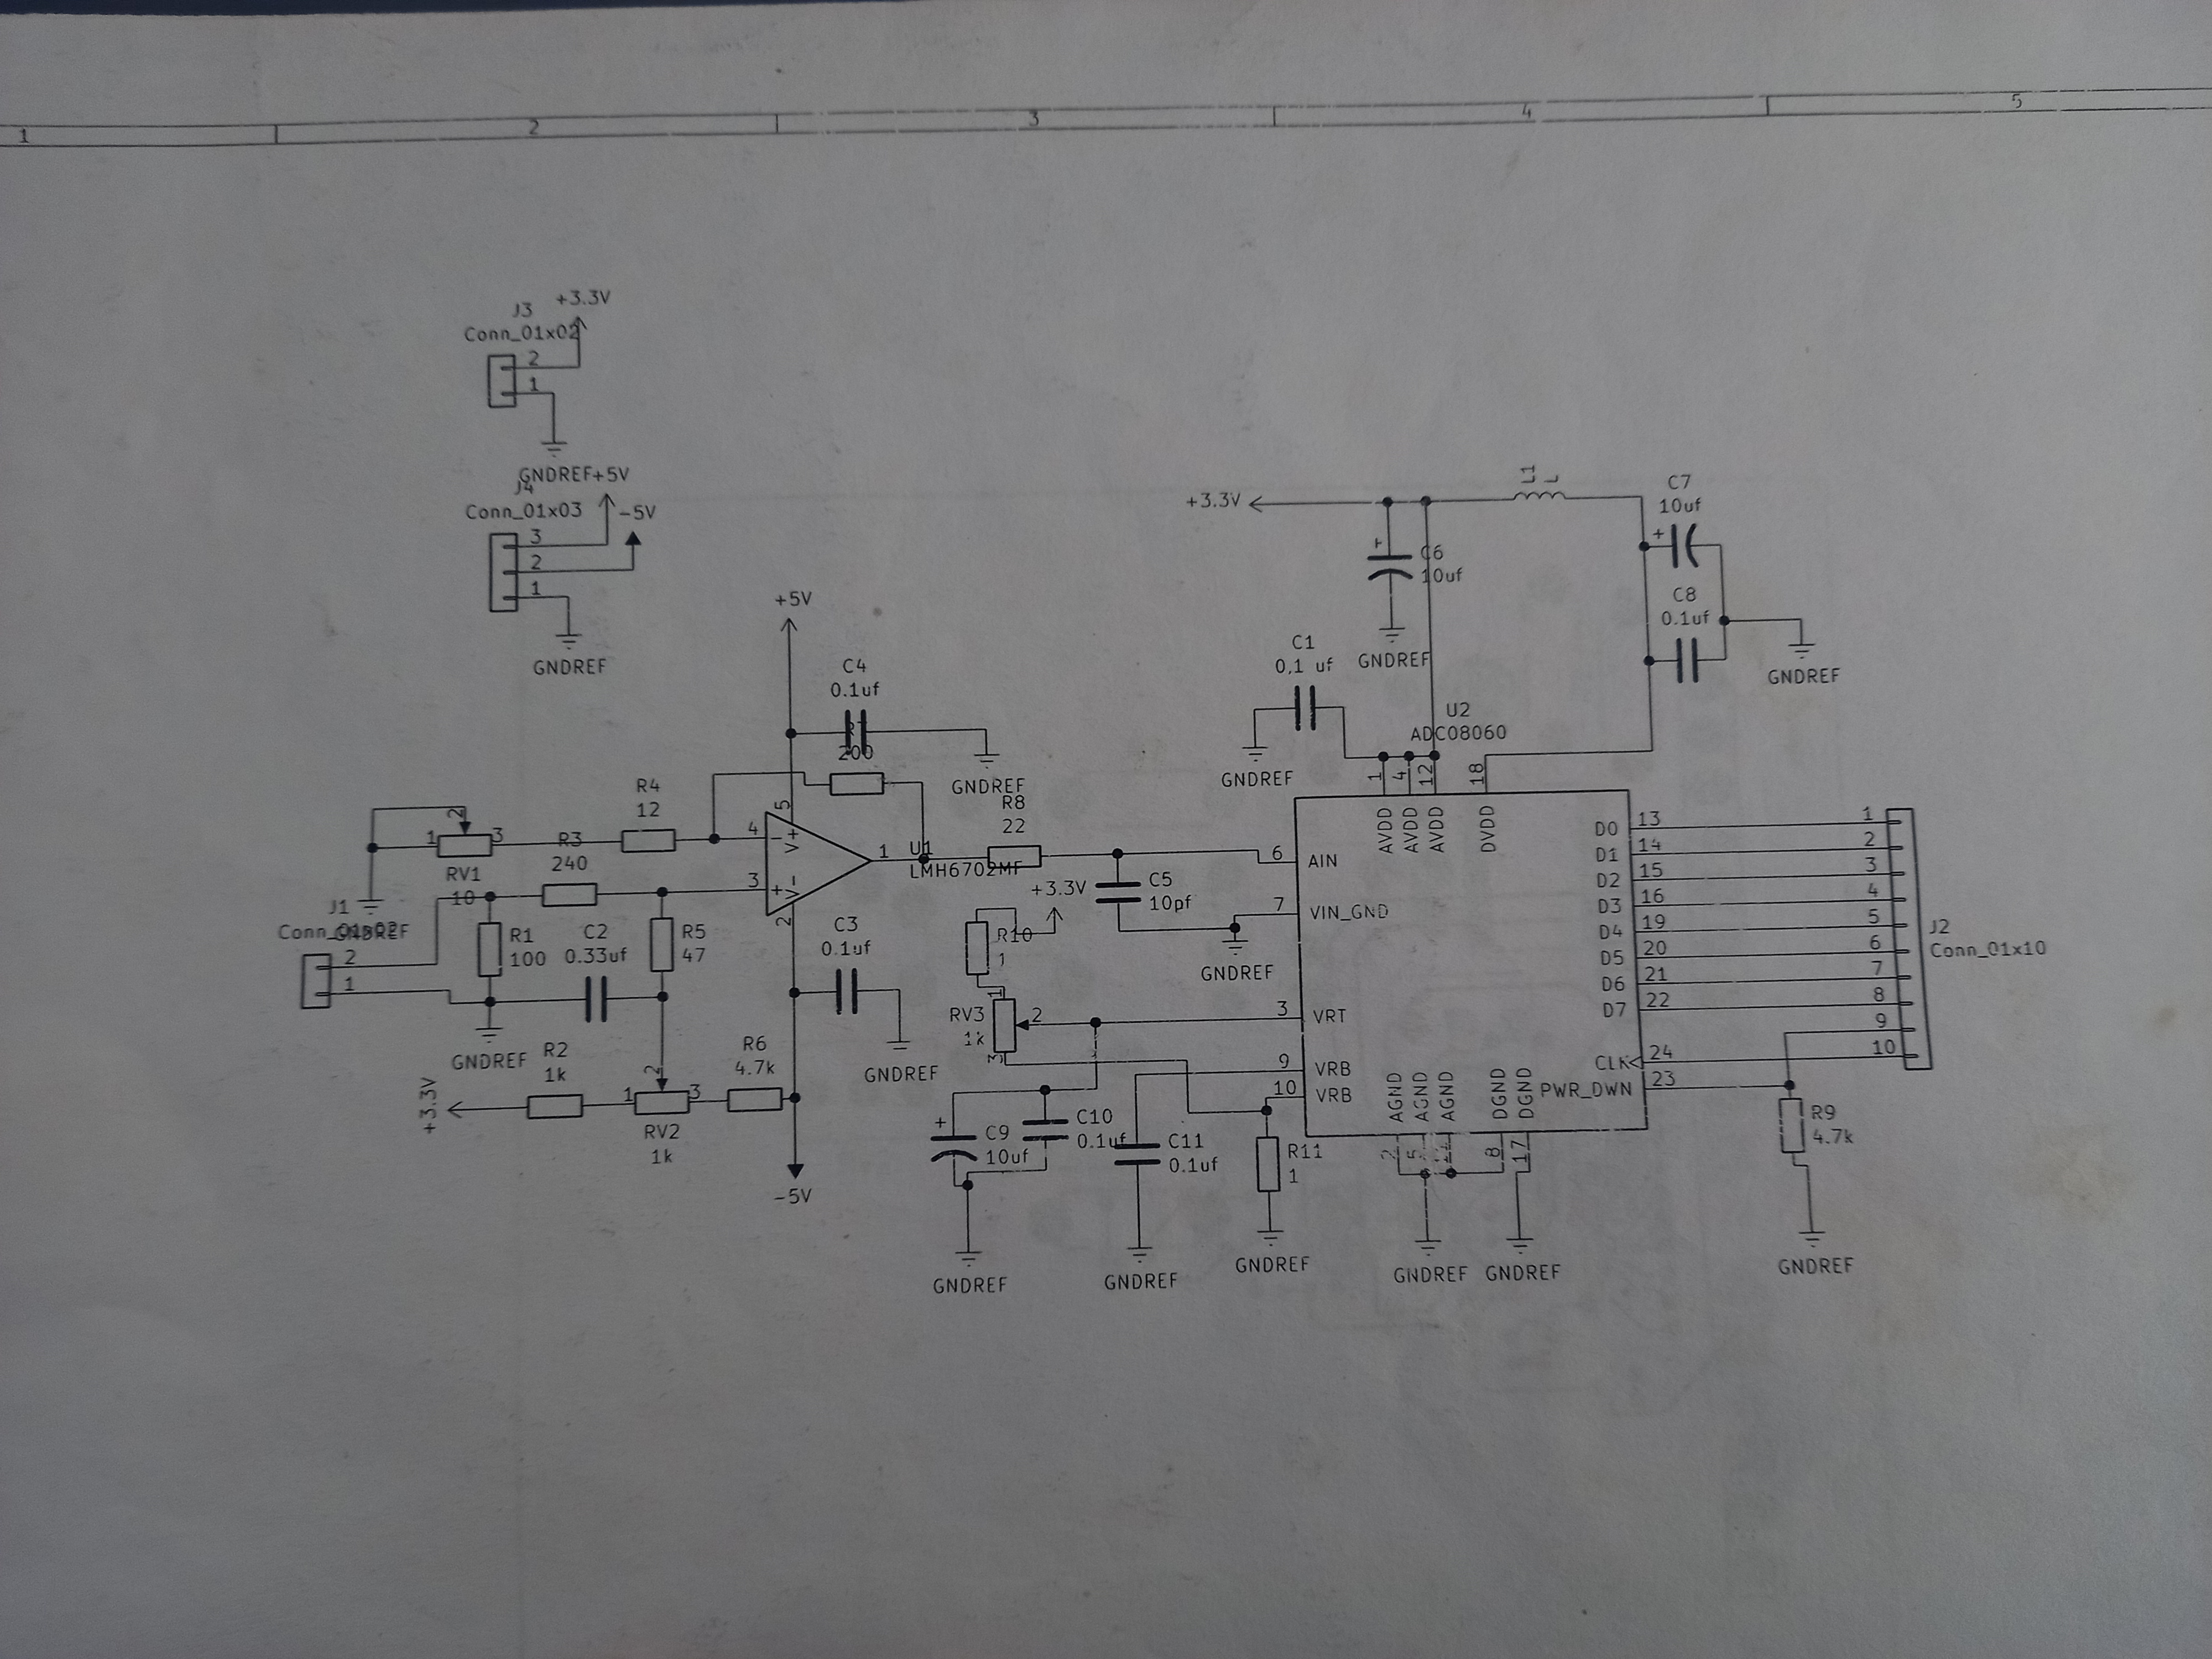 1
2
3
4
5
J3
+3.3V
Conn_01x02
2
1
GNDREF
+5V
J4
Conn_01x03
-5V
3
2
1
GNDREF
J1
Conn_01x02
GNDREF
2
1
RV1
10
1
2
3
R3
240
R4
12
R1
100
C2
0.33uf
R5
47
GNDREF
+3.3V
R2
1k
RV2
1k
1
2
3
R6
4.7k
-5V
+5V
3
4
5
2
1
U1
LMH6702MF
200
C4
0.1uf
GNDREF
C3
0.1uf
GNDREF
R8
22
C5
10pf
GNDREF
+3.3V
R10
1
RV3
1k
1
2
3
C9
10uf
C10
0.1uf
GNDREF
C11
0.1uf
GNDREF
R11
1
GNDREF
+3.3V
C6
10uf
GNDREF
C1
0,1 uf
GNDREF
C7
10uf
C8
0.1uf
GNDREF
U2
ADC08060
1
4
12
18
AVDD
AVDD
AVDD
DVDD
6
7
3
9
10
AIN
VIN_GND
VRT
VRB
VRB
AGND
AGND
AGND
DGND
DGND
2
5
8
17
GNDREF
GNDREF
D0
D1
D2
D3
D4
D5
D6
D7
CLK
PWR_DWN
13
14
15
16
19
20
21
22
24
23
R9
4.7k
GNDREF
1
2
3
4
5
6
7
8
9
10
J2
Conn_01x10